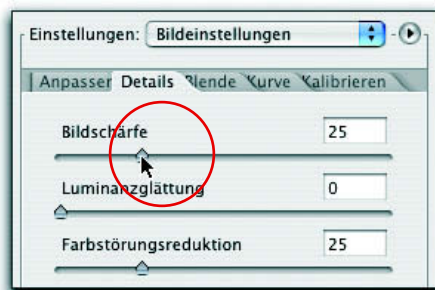 Einstellungen: Bildeinstellungen
Anpassen Details Blende Kurve Kalibrieren
Bildschärfe 25
Luminanzglättung 0
Farbstörungsreduktion 25